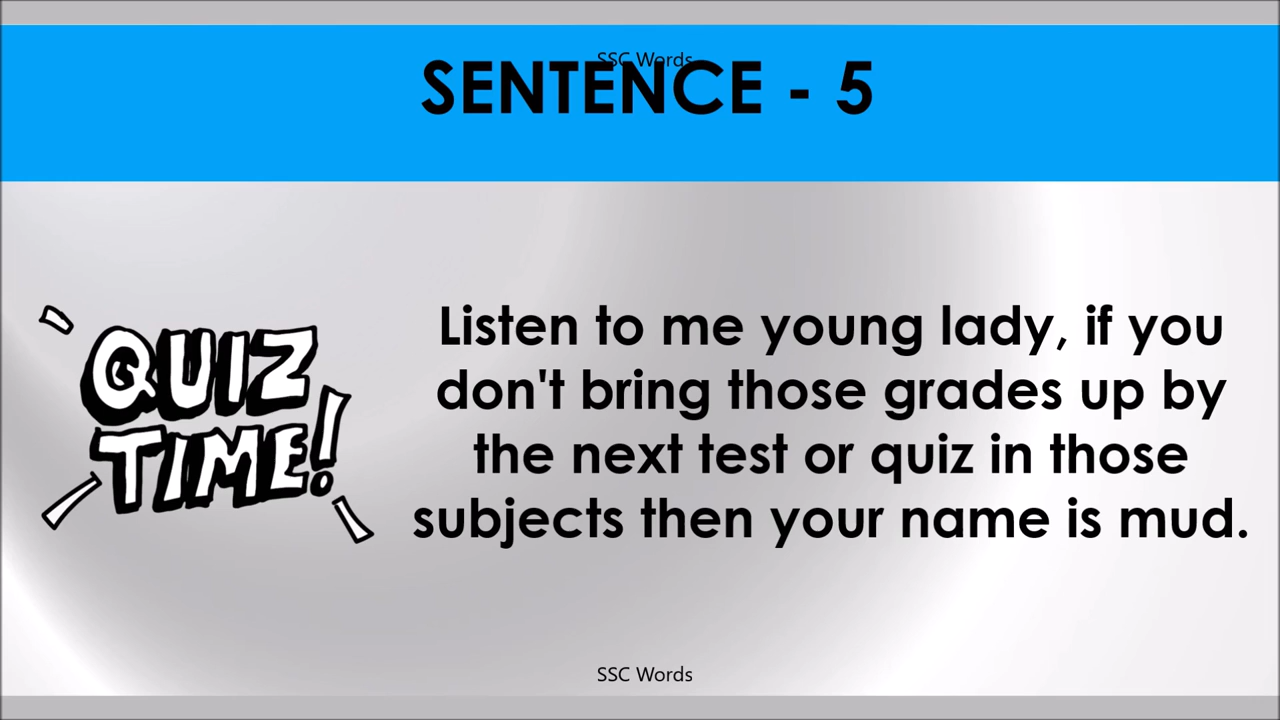 SSC Words
SENTENCE - 5
QUIZ
TIME!
Listen to me young lady, if you
don't bring those grades up by
the next test or quiz in those
subjects then your name is mud.
SSC Words